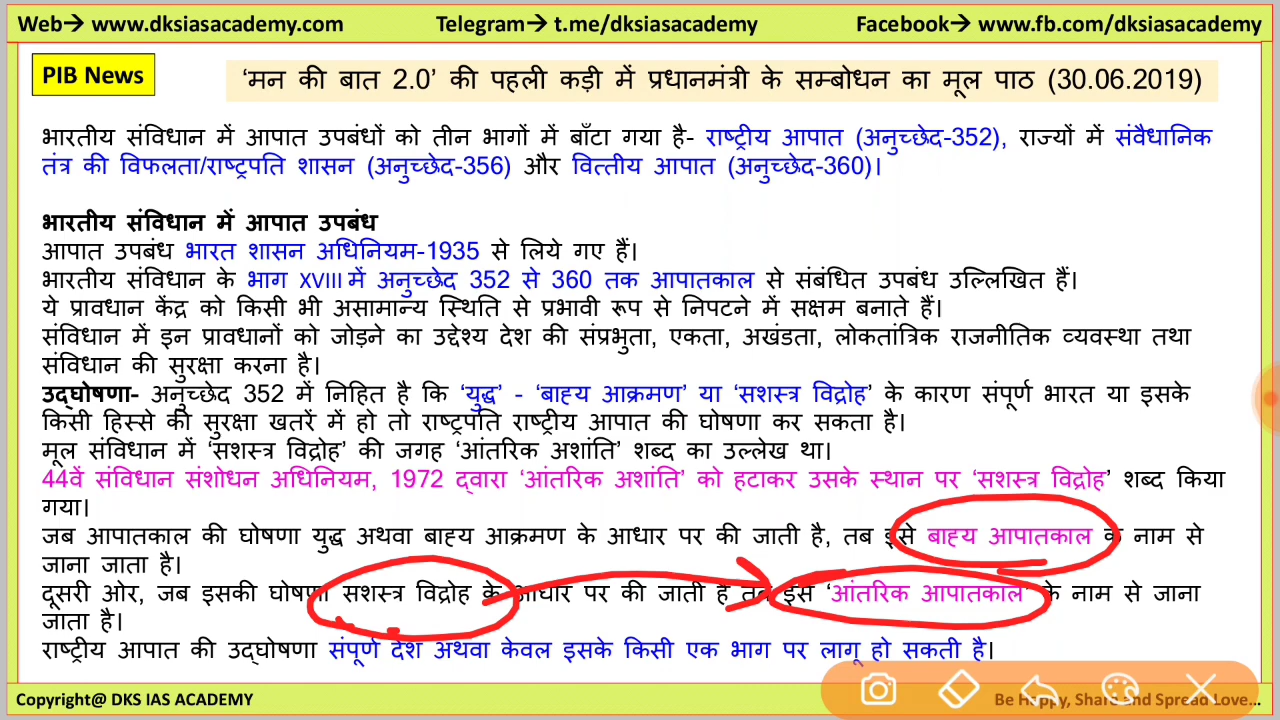 Web→ www.dksiasacademy.com Telegram→ t.me/dksiasacademy Facebook→ www.fb.com/dksiasacademy
PIB News
‘मन की बात 2.0’ की पहली कड़ी में प्रधानमंत्री के सम्बोधन का मूल पाठ (30.06.2019)
भारतीय संविधान में आपात उपबंधों को तीन भागों में बाँटा गया है- राष्ट्रीय आपात (अनुच्छेद-352), राज्यों में संवैधानिक
तंत्र की विफलता/राष्ट्रपति शासन (अनुच्छेद-356) और वित्तीय आपात (अनुच्छेद-360)।
भारतीय संविधान में आपात उपबंध
आपात उपबंध भारत शासन अधिनियम-1935 से लिये गए हैं।
भारतीय संविधान के भाग XVIII में अनुच्छेद 352 से 360 तक आपातकाल से संबंधित उपबंध उल्लिखित हैं।
ये प्रावधान केंद्र को किसी भी असामान्य स्थिति से प्रभावी रूप से निपटने में सक्षम बनाते हैं।
संविधान में इन प्रावधानों को जोड़ने का उद्देश्य देश की संप्रभुता, एकता, अखंडता, लोकतांत्रिक राजनीतिक व्यवस्था तथा
संविधान की सुरक्षा करना है।
उद्घोषणा- अनुच्छेद 352 में निहित है कि ‘युद्ध’ - ‘बाह्य आक्रमण’ या ‘सशस्त्र विद्रोह’ के कारण संपूर्ण भारत या इसके
किसी हिस्से की सुरक्षा खतरें में हो तो राष्ट्रपति राष्ट्रीय आपात की घोषणा कर सकता है।
मूल संविधान में ‘सशस्त्र विद्रोह’ की जगह ‘आंतरिक अशांति’ शब्द का उल्लेख था।
44वें संविधान संशोधन अधिनियम, 1972 द्वारा ‘आंतरिक अशांति’ को हटाकर उसके स्थान पर ‘सशस्त्र विद्रोह’ शब्द किया
गया।
जब आपातकाल की घोषणा युद्ध अथवा बाह्य आक्रमण के आधार पर की जाती है, तब इसे बाह्य आपातकाल के नाम से
जाना जाता है।
दूसरी ओर, जब इसकी घोषणा सशस्त्र विद्रोह के आधार पर की जाती है तब इसे ‘आंतरिक आपातकाल’ के नाम से जाना
जाता है।
राष्ट्रीय आपात की उद्घोषणा संपूर्ण देश अथवा केवल इसके किसी एक भाग पर लागू हो सकती है।
Copyright@ DKS IAS ACADEMY Be Happy, Share and Spread Love...